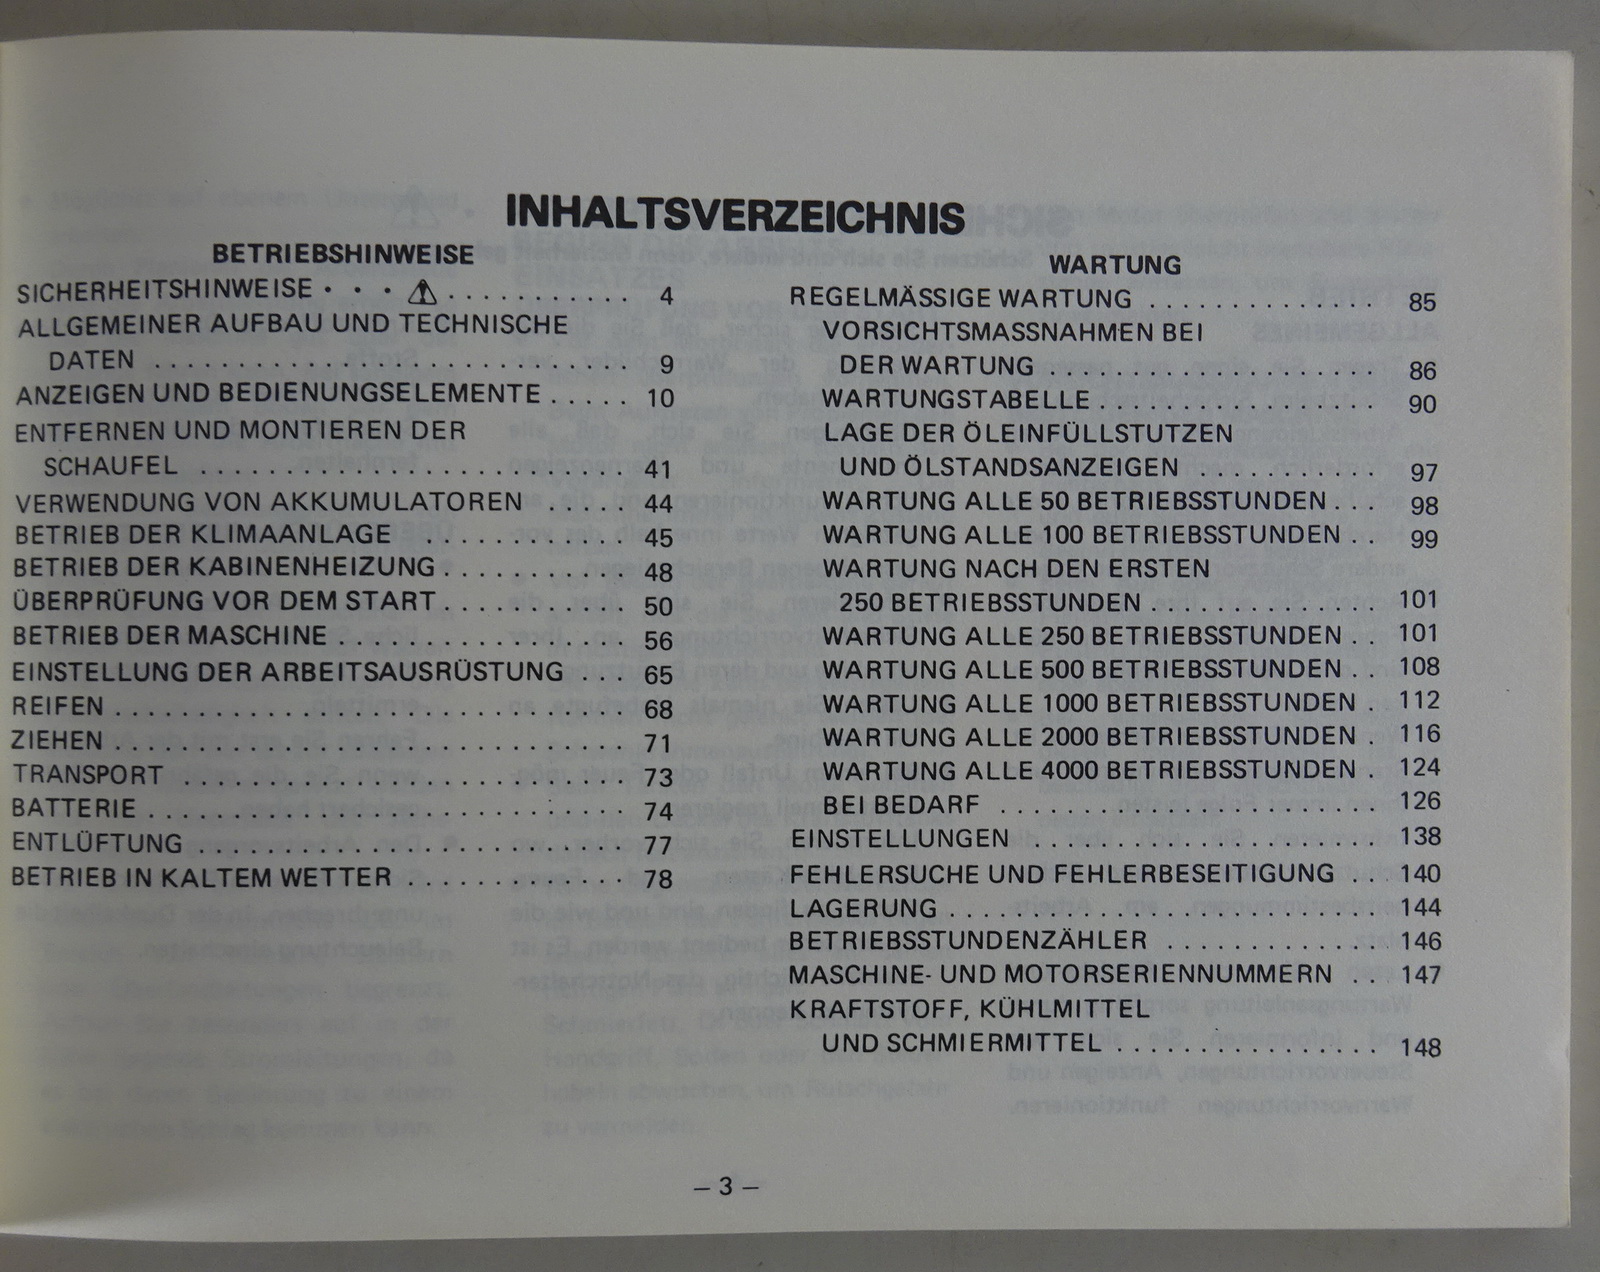 INHALTSVERZEICHNIS
BETRIEBSHINWEISE
SICHERHEITSHINWEISE . . . ⚠ . . . . . . . . . . 4
ALLGEMEINER AUFBAU UND TECHNISCHE
DATEN . . . . . . . . . . . . . . . . . . . . . . . . . . . . 9
ANZEIGEN UND BEDIENUNGSELEMENTE . . . . . 10
ENTFERNEN UND MONTIEREN DER
SCHAUFEL . . . . . . . . . . . . . . . . . . . . . . . . . 41
VERWENDUNG VON AKKUMULATOREN . . . . . 44
BETRIEB DER KLIMAANLAGE . . . . . . . . . . . . . 45
BETRIEB DER KABINENHEIZUNG . . . . . . . . . . . 48
ÜBERPRÜFUNG VOR DEM START . . . . . . . . . . . 50
BETRIEB DER MASCHINE . . . . . . . . . . . . . . . . . 56
EINSTELLUNG DER ARBEITSAUSRÜSTUNG . . . 65
REIFEN . . . . . . . . . . . . . . . . . . . . . . . . . . . . . . 68
ZIEHEN . . . . . . . . . . . . . . . . . . . . . . . . . . . . . . 71
TRANSPORT . . . . . . . . . . . . . . . . . . . . . . . . . . 73
BATTERIE . . . . . . . . . . . . . . . . . . . . . . . . . . . . 74
ENTLÜFTUNG . . . . . . . . . . . . . . . . . . . . . . . . . 77
BETRIEB IN KALTEM WETTER . . . . . . . . . . . . . 78
WARTUNG
REGELMÄSSIGE WARTUNG . . . . . . . . . . . . . . 85
VORSICHTSMASSNAHMEN BEI
DER WARTUNG . . . . . . . . . . . . . . . . . . . . 86
WARTUNGSTABELLE . . . . . . . . . . . . . . . . . 90
LAGE DER ÖLEINFÜLLSTUTZEN
UND ÖLSTANDSANZEIGEN . . . . . . . . . . . 97
WARTUNG ALLE 50 BETRIEBSSTUNDEN . . . 98
WARTUNG ALLE 100 BETRIEBSSTUNDEN . . 99
WARTUNG NACH DEN ERSTEN
250 BETRIEBSSTUNDEN . . . . . . . . . . . . . 101
WARTUNG ALLE 250 BETRIEBSSTUNDEN . . 101
WARTUNG ALLE 500 BETRIEBSSTUNDEN . . 108
WARTUNG ALLE 1000 BETRIEBSSTUNDEN . 112
WARTUNG ALLE 2000 BETRIEBSSTUNDEN . 116
WARTUNG ALLE 4000 BETRIEBSSTUNDEN . 124
BEI BEDARF . . . . . . . . . . . . . . . . . . . . . . . 126
EINSTELLUNGEN . . . . . . . . . . . . . . . . . . . . . 138
FEHLERSUCHE UND FEHLERBESEITIGUNG . . 140
LAGERUNG . . . . . . . . . . . . . . . . . . . . . . . . . . 144
BETRIEBSSTUNDENZÄHLER . . . . . . . . . . . . . 146
MASCHINE- UND MOTORSERIENNUMMERN . . 147
KRAFTSTOFF, KÜHLMITTEL
UND SCHMIERMITTEL . . . . . . . . . . . . . . . . 148
– 3 –